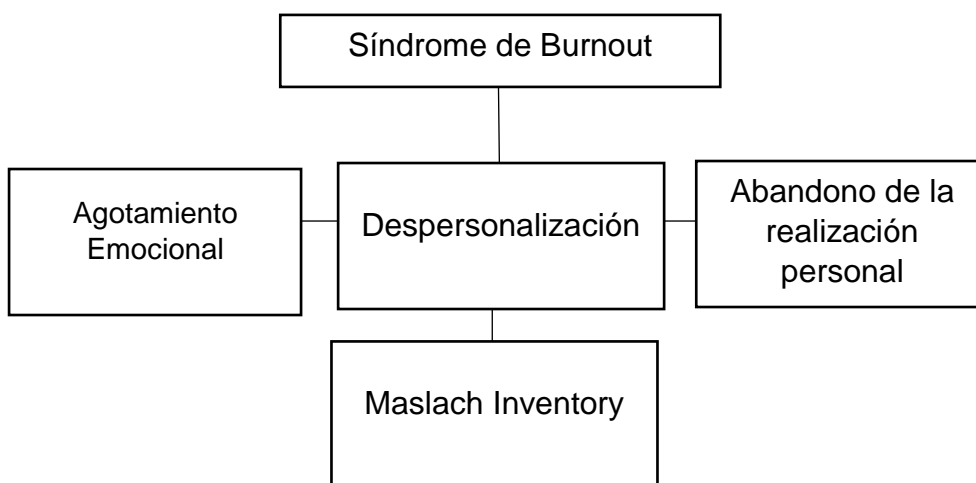 Síndrome de Burnout
Agotamiento
Emocional
Despersonalización
Abandono de la
realización
personal
Maslach Inventory